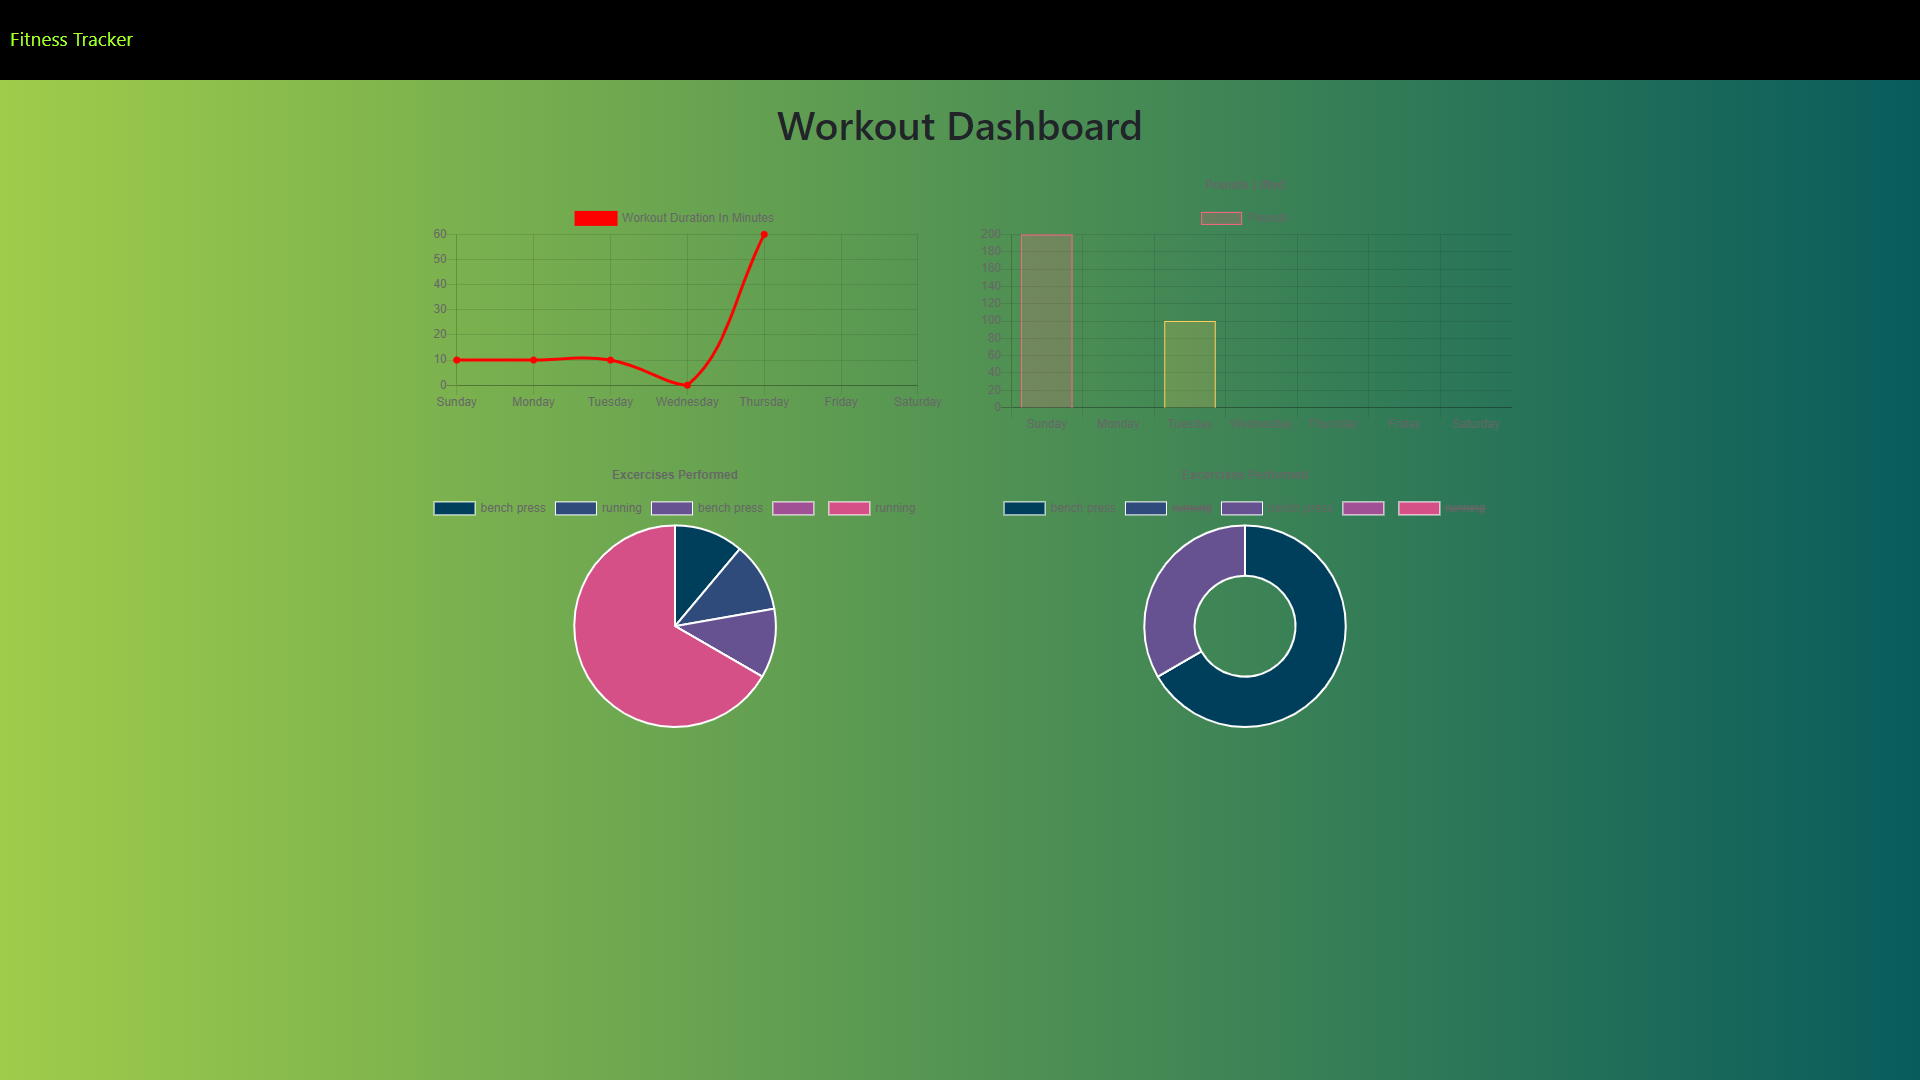 Fitness Tracker
Workout Dashboard
Workout Duration In Minutes
60
50
40
30
20
10
0
Sunday Monday Tuesday Wednesday Thursday Friday Saturday
Pounds Lifted
Pounds
200
180
160
140
120
100
80
60
40
20
0
Sunday Monday Tuesday Wednesday Thursday Friday Saturday
Excercises Performed
bench press running bench press running
Excercises Performed
bench press running bench press running